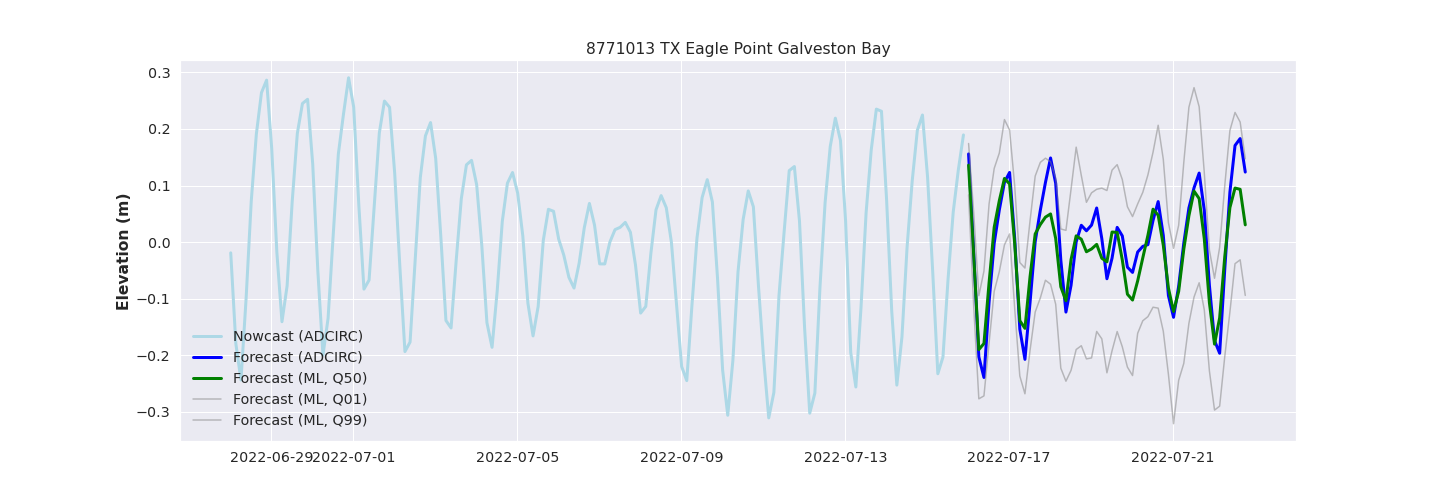 8771013 TX Eagle Point Galveston Bay
Elevation (m)
0.3
0.2
0.1
0.0
−0.1
−0.2
−0.3
Nowcast (ADCIRC)
Forecast (ADCIRC)
Forecast (ML, Q50)
Forecast (ML, Q01)
Forecast (ML, Q99)
2022-06-29 2022-07-01 2022-07-05 2022-07-09 2022-07-13 2022-07-17 2022-07-21